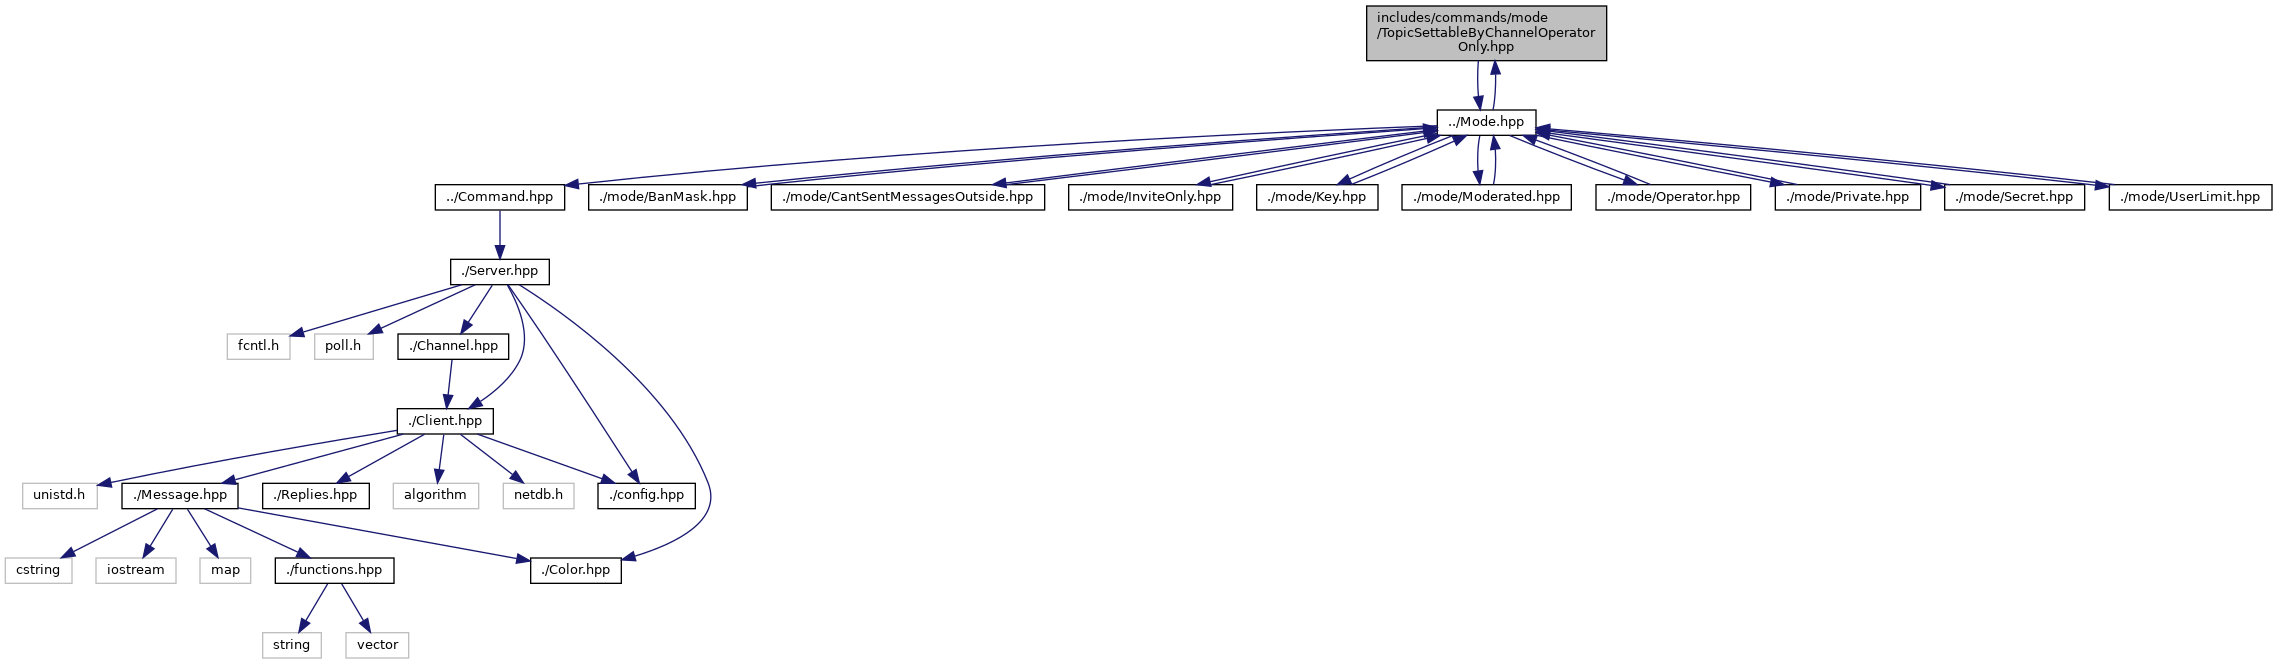 includes/commands/mode
/TopicSettableByChannelOperator
Only.hpp
../Mode.hpp
../Command.hpp
./mode/BanMask.hpp
./mode/CantSentMessagesOutside.hpp
./mode/InviteOnly.hpp
./mode/Key.hpp
./mode/Moderated.hpp
./mode/Operator.hpp
./mode/Private.hpp
./mode/Secret.hpp
./mode/UserLimit.hpp
./Server.hpp
fcntl.h
poll.h
./Channel.hpp
./Client.hpp
unistd.h
./Message.hpp
./Replies.hpp
algorithm
netdb.h
./config.hpp
cstring
iostream
map
./functions.hpp
./Color.hpp
string
vector